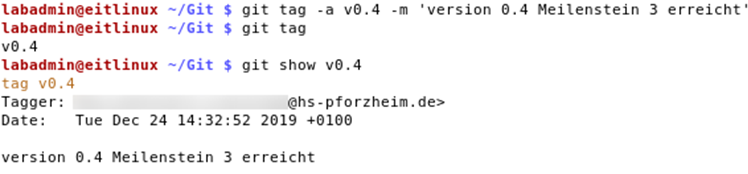 labadmin@eitlinux ~/Git $ git tag -a v0.4 -m 'version 0.4 Meilenstein 3 erreicht'
labadmin@eitlinux ~/Git $ git tag
v0.4
labadmin@eitlinux ~/Git $ git show v0.4
tag v0.4
Tagger: @hs-pforzheim.de>
Date:   Tue Dec 24 14:32:52 2019 +0100
version 0.4 Meilenstein 3 erreicht